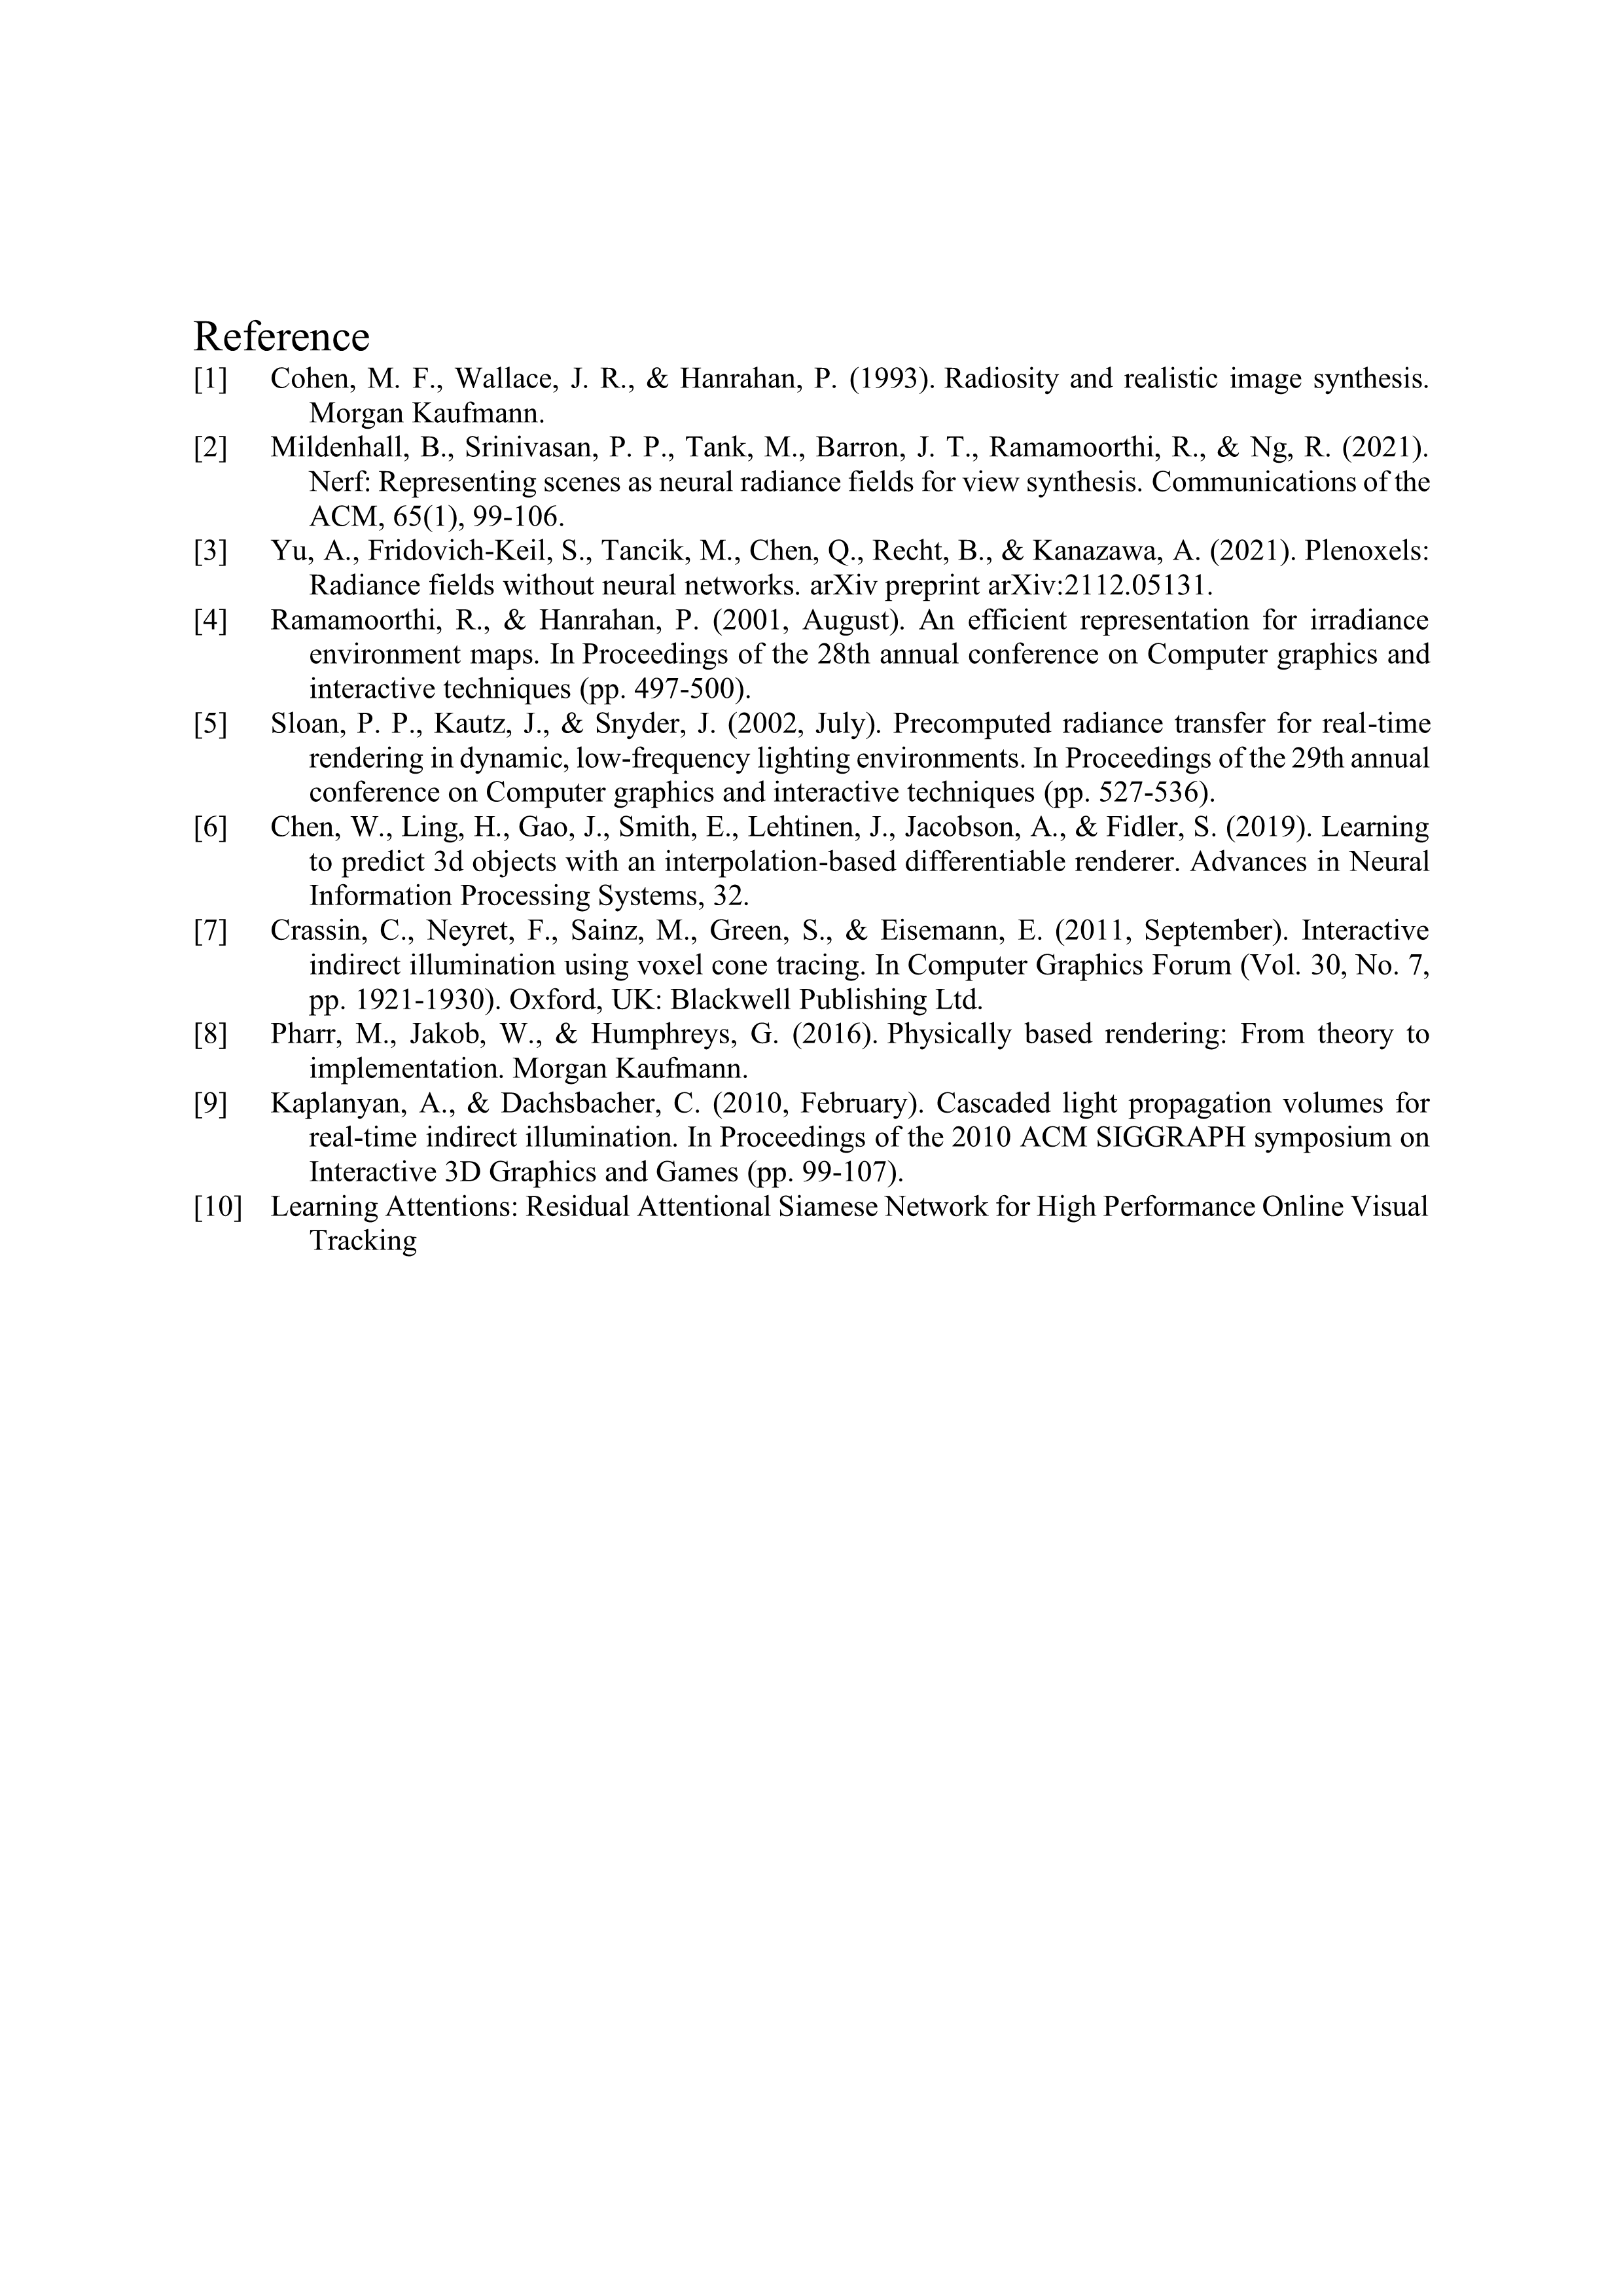 Reference
[1] Cohen, M. F., Wallace, J. R., & Hanrahan, P. (1993). Radiosity and realistic image synthesis.
Morgan Kaufmann.
[2] Mildenhall, B., Srinivasan, P. P., Tank, M., Barron, J. T., Ramamoorthi, R., & Ng, R. (2021).
Nerf: Representing scenes as neural radiance fields for view synthesis. Communications of the
ACM, 65(1), 99-106.
[3] Yu, A., Fridovich-Keil, S., Tancik, M., Chen, Q., Recht, B., & Kanazawa, A. (2021). Plenoxels:
Radiance fields without neural networks. arXiv preprint arXiv:2112.05131.
[4] Ramamoorthi, R., & Hanrahan, P. (2001, August). An efficient representation for irradiance
environment maps. In Proceedings of the 28th annual conference on Computer graphics and
interactive techniques (pp. 497-500).
[5] Sloan, P. P., Kautz, J., & Snyder, J. (2002, July). Precomputed radiance transfer for real-time
rendering in dynamic, low-frequency lighting environments. In Proceedings of the 29th annual
conference on Computer graphics and interactive techniques (pp. 527-536).
[6] Chen, W., Ling, H., Gao, J., Smith, E., Lehtinen, J., Jacobson, A., & Fidler, S. (2019). Learning
to predict 3d objects with an interpolation-based differentiable renderer. Advances in Neural
Information Processing Systems, 32.
[7] Crassin, C., Neyret, F., Sainz, M., Green, S., & Eisemann, E. (2011, September). Interactive
indirect illumination using voxel cone tracing. In Computer Graphics Forum (Vol. 30, No. 7,
pp. 1921-1930). Oxford, UK: Blackwell Publishing Ltd.
[8] Pharr, M., Jakob, W., & Humphreys, G. (2016). Physically based rendering: From theory to
implementation. Morgan Kaufmann.
[9] Kaplanyan, A., & Dachsbacher, C. (2010, February). Cascaded light propagation volumes for
real-time indirect illumination. In Proceedings of the 2010 ACM SIGGRAPH symposium on
Interactive 3D Graphics and Games (pp. 99-107).
[10] Learning Attentions: Residual Attentional Siamese Network for High Performance Online Visual
Tracking